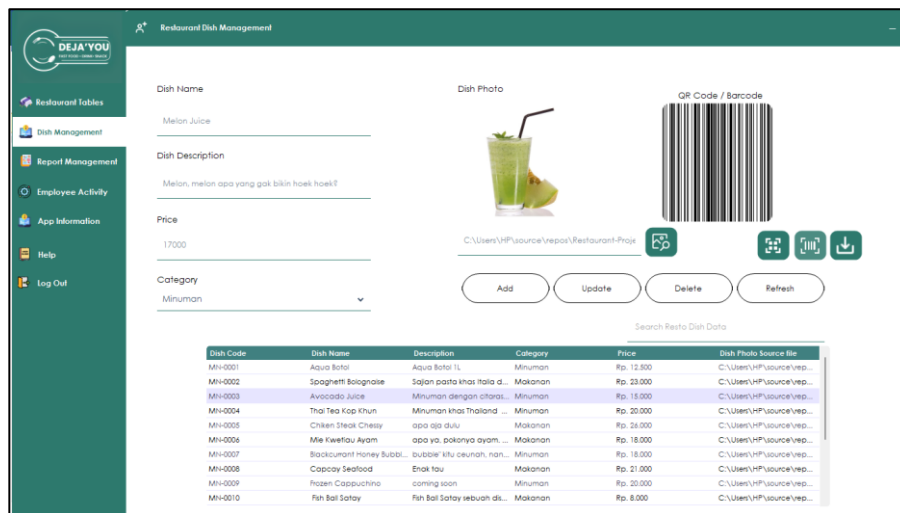 DEJA'YOU
Restaurant Dish Management
Restaurant Tables
Dish Management
Report Management
Employee Activity
App Information
Help
Log Out
Dish Name
Melon Juice
Dish Description
Melon, melon apa yang gak bikin hoek hoek?
Price
17000
Category
Minuman
Dish Photo
QR Code / Barcode
C:\Users\HP\source\repos\Restaurant-Proje
Add Update Delete Refresh
Search Resto Dish Data
Dish Code Dish Name Description Category Price Dish Photo Source file
MN-0001 Aqua Botol Aqua Botol 1L Minuman Rp. 12.500 C:\Users\HP\source\rep...
MN-0002 Spaghetti Bolognaise Sajian pasta khas Italia d... Makanan Rp. 23.000 C:\Users\HP\source\rep...
MN-0003 Avocado Juice Minuman dengan citaras... Minuman Rp. 15.000 C:\Users\HP\source\rep...
MN-0004 Thai Tea Kop Khun Minuman khas Thailand ... Minuman Rp. 20.000 C:\Users\HP\source\rep...
MN-0005 Chiken Steak Chessy apa aja dulu Makanan Rp. 26.000 C:\Users\HP\source\rep...
MN-0006 Mie Kwetiau Ayam apa ya, pokonya ayam, ... Makanan Rp. 18.000 C:\Users\HP\source\rep...
MN-0007 Blackcurrant Honey Bubbl... bubble' kitu ceunah, nan... Minuman Rp. 18.000 C:\Users\HP\source\rep...
MN-0008 Capcay Seafood Enak tau Makanan Rp. 21.000 C:\Users\HP\source\rep...
MN-0009 Frozen Cappuchino coming soon Minuman Rp. 20.000 C:\Users\HP\source\rep...
MN-0010 Fish Ball Satay Fish Ball Satay sebuah dis... Makanan Rp. 8.000 C:\Users\HP\source\rep...